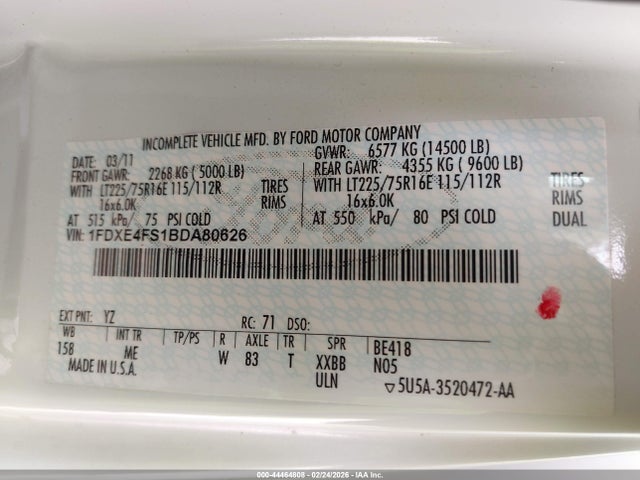 INCOMPLETE VEHICLE MFD. BY FORD MOTOR COMPANY
DATE: 03/11 GVWR: 6577 KG (14500 LB)
FRONT GAWR: 2268 KG ( 5000 LB) REAR GAWR: 4355 KG ( 9600 LB)
WITH LT225/75R16E 115/112R TIRES WITH LT225/75R16E 115/112R TIRES
16x6.0K RIMS 16x6.0K RIMS
AT 515 kPa/ 75 PSI COLD AT 550 kPa/ 80 PSI COLD DUAL
VIN: 1FDXE4FS1BDA80626
EXT PNT: YZ RC: 71 DSO:
WB INT TR TP/PS R AXLE TR SPR BE418
158 ME W 83 T XXBB N05
MADE IN U.S.A. ULN ▽5U5A-3520472-AA
000-44464808 - 02/24/2026 - IAA Inc.